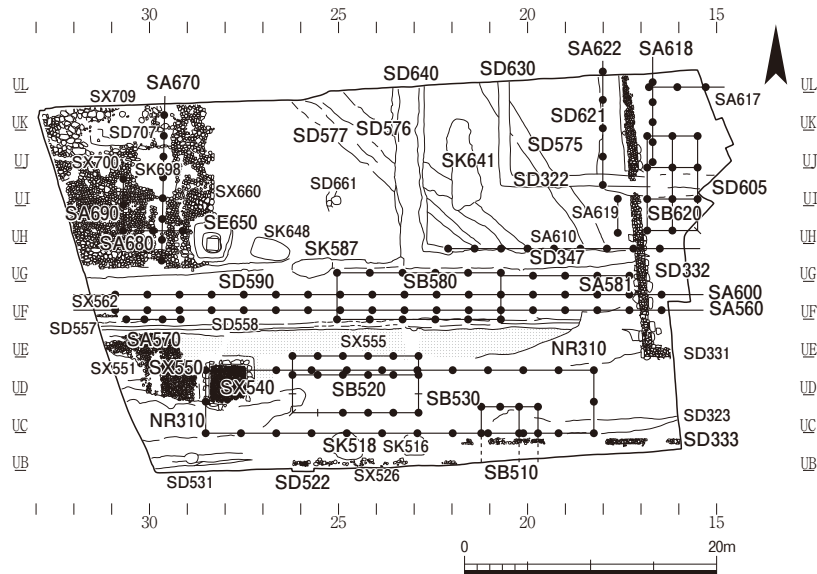 30 25 20 15
SA622 SA618
SA670 SD640 SD630
UL UL
SX709 SA617
UK SD621 UK
SD707 SD577 SD576
SD575
UJ SX700 SK641 UJ
SK698
SD322
SD661 SD605
UI SX660 UI
SA690 SA619 SB620
SE650
UH SA680 SK648 SA610 UH
SK587 SD347
SD332
UG SD590 SB580 SA581 UG
SX562 SA600
UF SA560 UF
SD557 SD558
SA570 SX555
UE NR310 UE
SX551 SX550 SD331
SX540 SB520
UD SB530 UD
NR310 SD323
UC SK518 SK516 SD333 UC
UB SB510 UB
SD531 SD522 SX526
30 25 20 15
0 20m